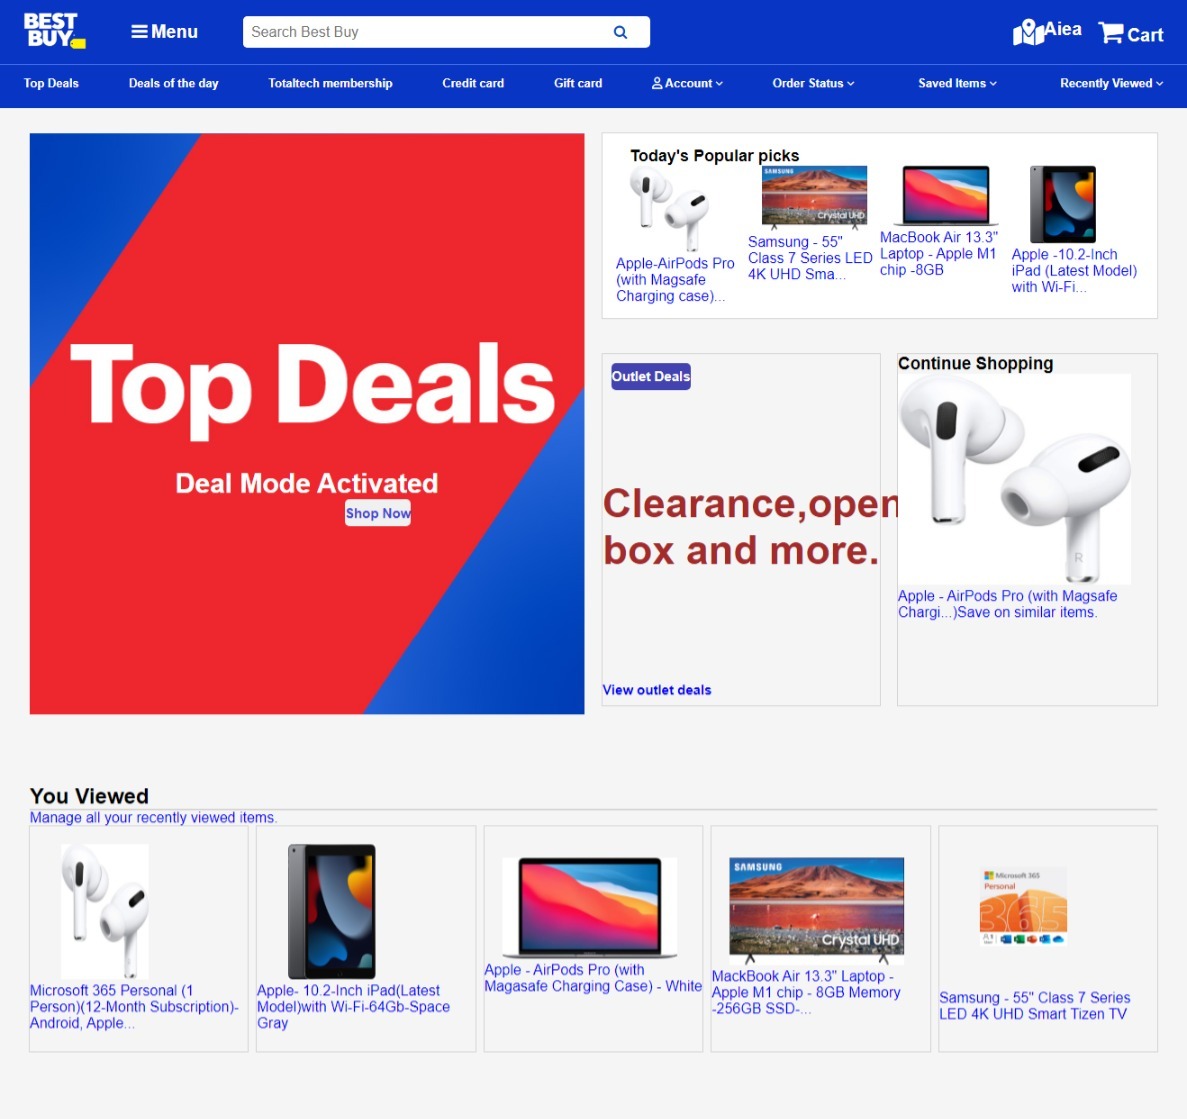 BEST
BUY
Menu
Search Best Buy
Aiea
Cart
Top Deals
Deals of the day
Totaltech membership
Credit card
Gift card
Account
Order Status
Saved Items
Recently Viewed
Top Deals
Deal Mode Activated
Shop Now
Today's Popular picks
Apple-AirPods Pro
(with Magsafe
Charging case)...
SAMSUNG
Crystal UHD
Samsung - 55"
Class 7 Series LED
4K UHD Sma...
MacBook Air 13.3"
Laptop - Apple M1
chip -8GB
Apple -10.2-Inch
iPad (Latest Model)
with Wi-Fi...
Outlet Deals
Clearance,open
box and more.
View outlet deals
Continue Shopping
R
Apple - AirPods Pro (with Magsafe
Chargi...)Save on similar items.
You Viewed
Manage all your recently viewed items.
Microsoft 365 Personal (1
Person)(12-Month Subscription)-
Android, Apple...
Apple- 10.2-Inch iPad(Latest
Model)with Wi-Fi-64Gb-Space
Gray
Apple - AirPods Pro (with
Magasafe Charging Case) - White
SAMSUNG
Crystal UHD
MackBook Air 13.3" Laptop -
Apple M1 chip - 8GB Memory
-256GB SSD-...
Microsoft 365
Personal
365
Samsung - 55" Class 7 Series
LED 4K UHD Smart Tizen TV